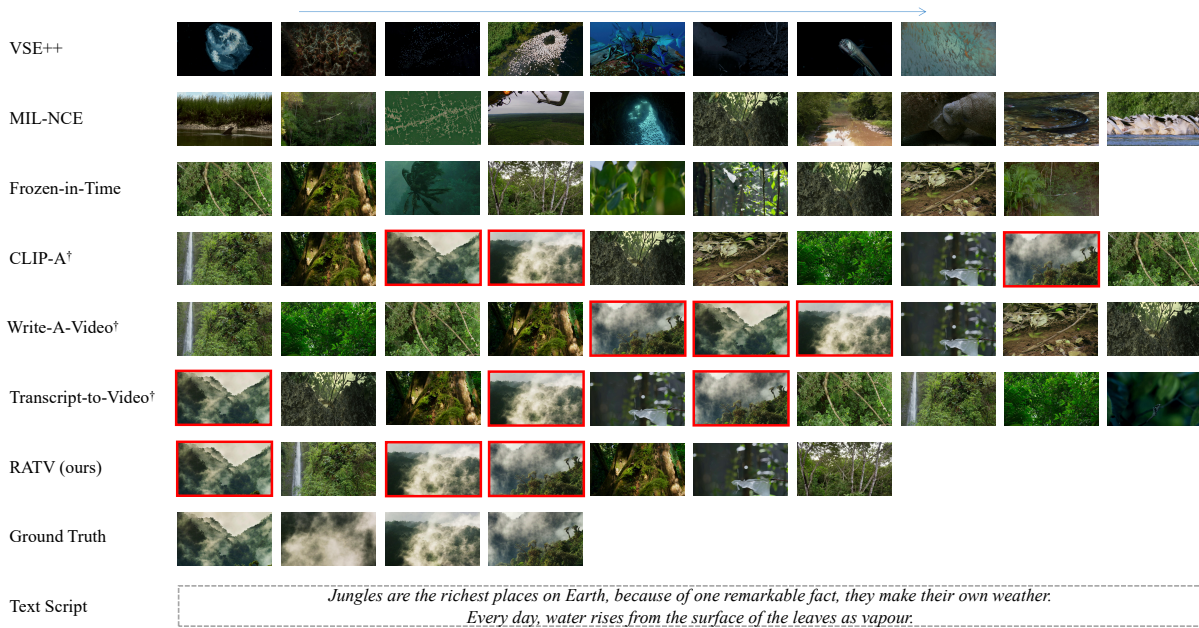 VSE++
MIL-NCE
Frozen-in-Time
CLIP-A†
Write-A-Video†
Transcript-to-Video†
RATV (ours)
Ground Truth
Text Script
Jungles are the richest places on Earth, because of one remarkable fact, they make their own weather.
Every day, water rises from the surface of the leaves as vapour.